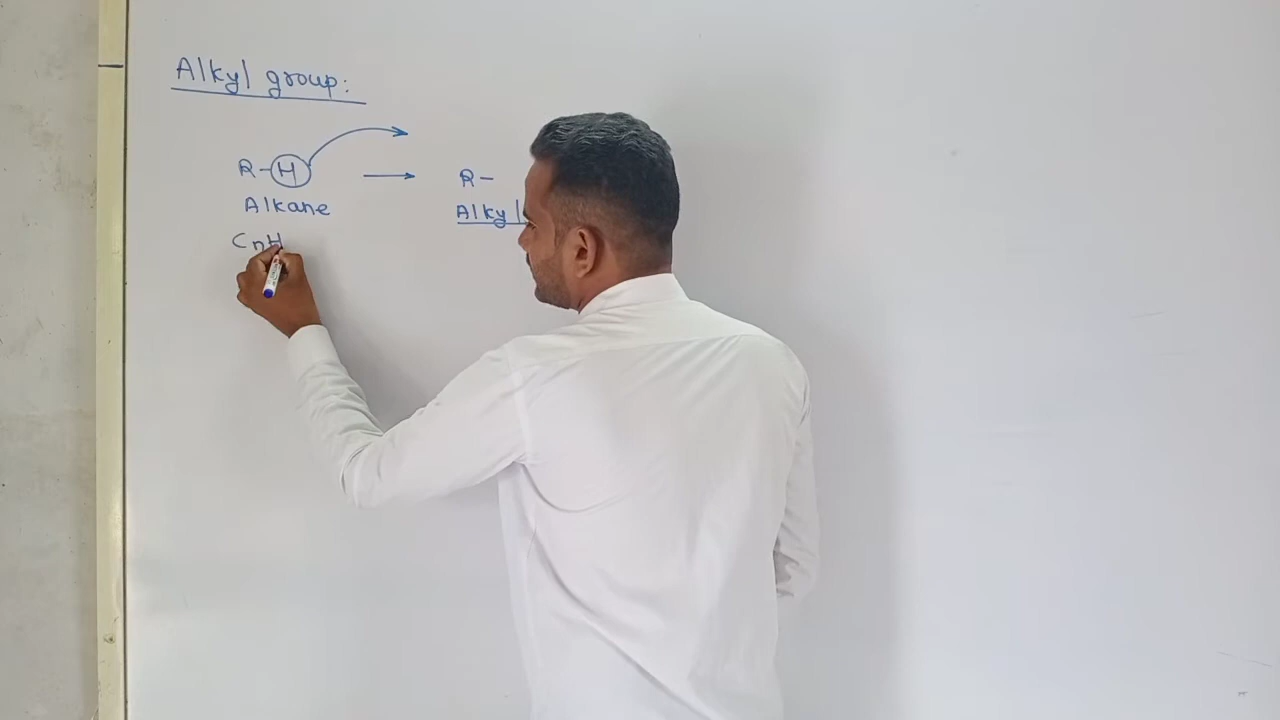 Alkyl group:
R-H → R-
Alkane Alkyl
CnH